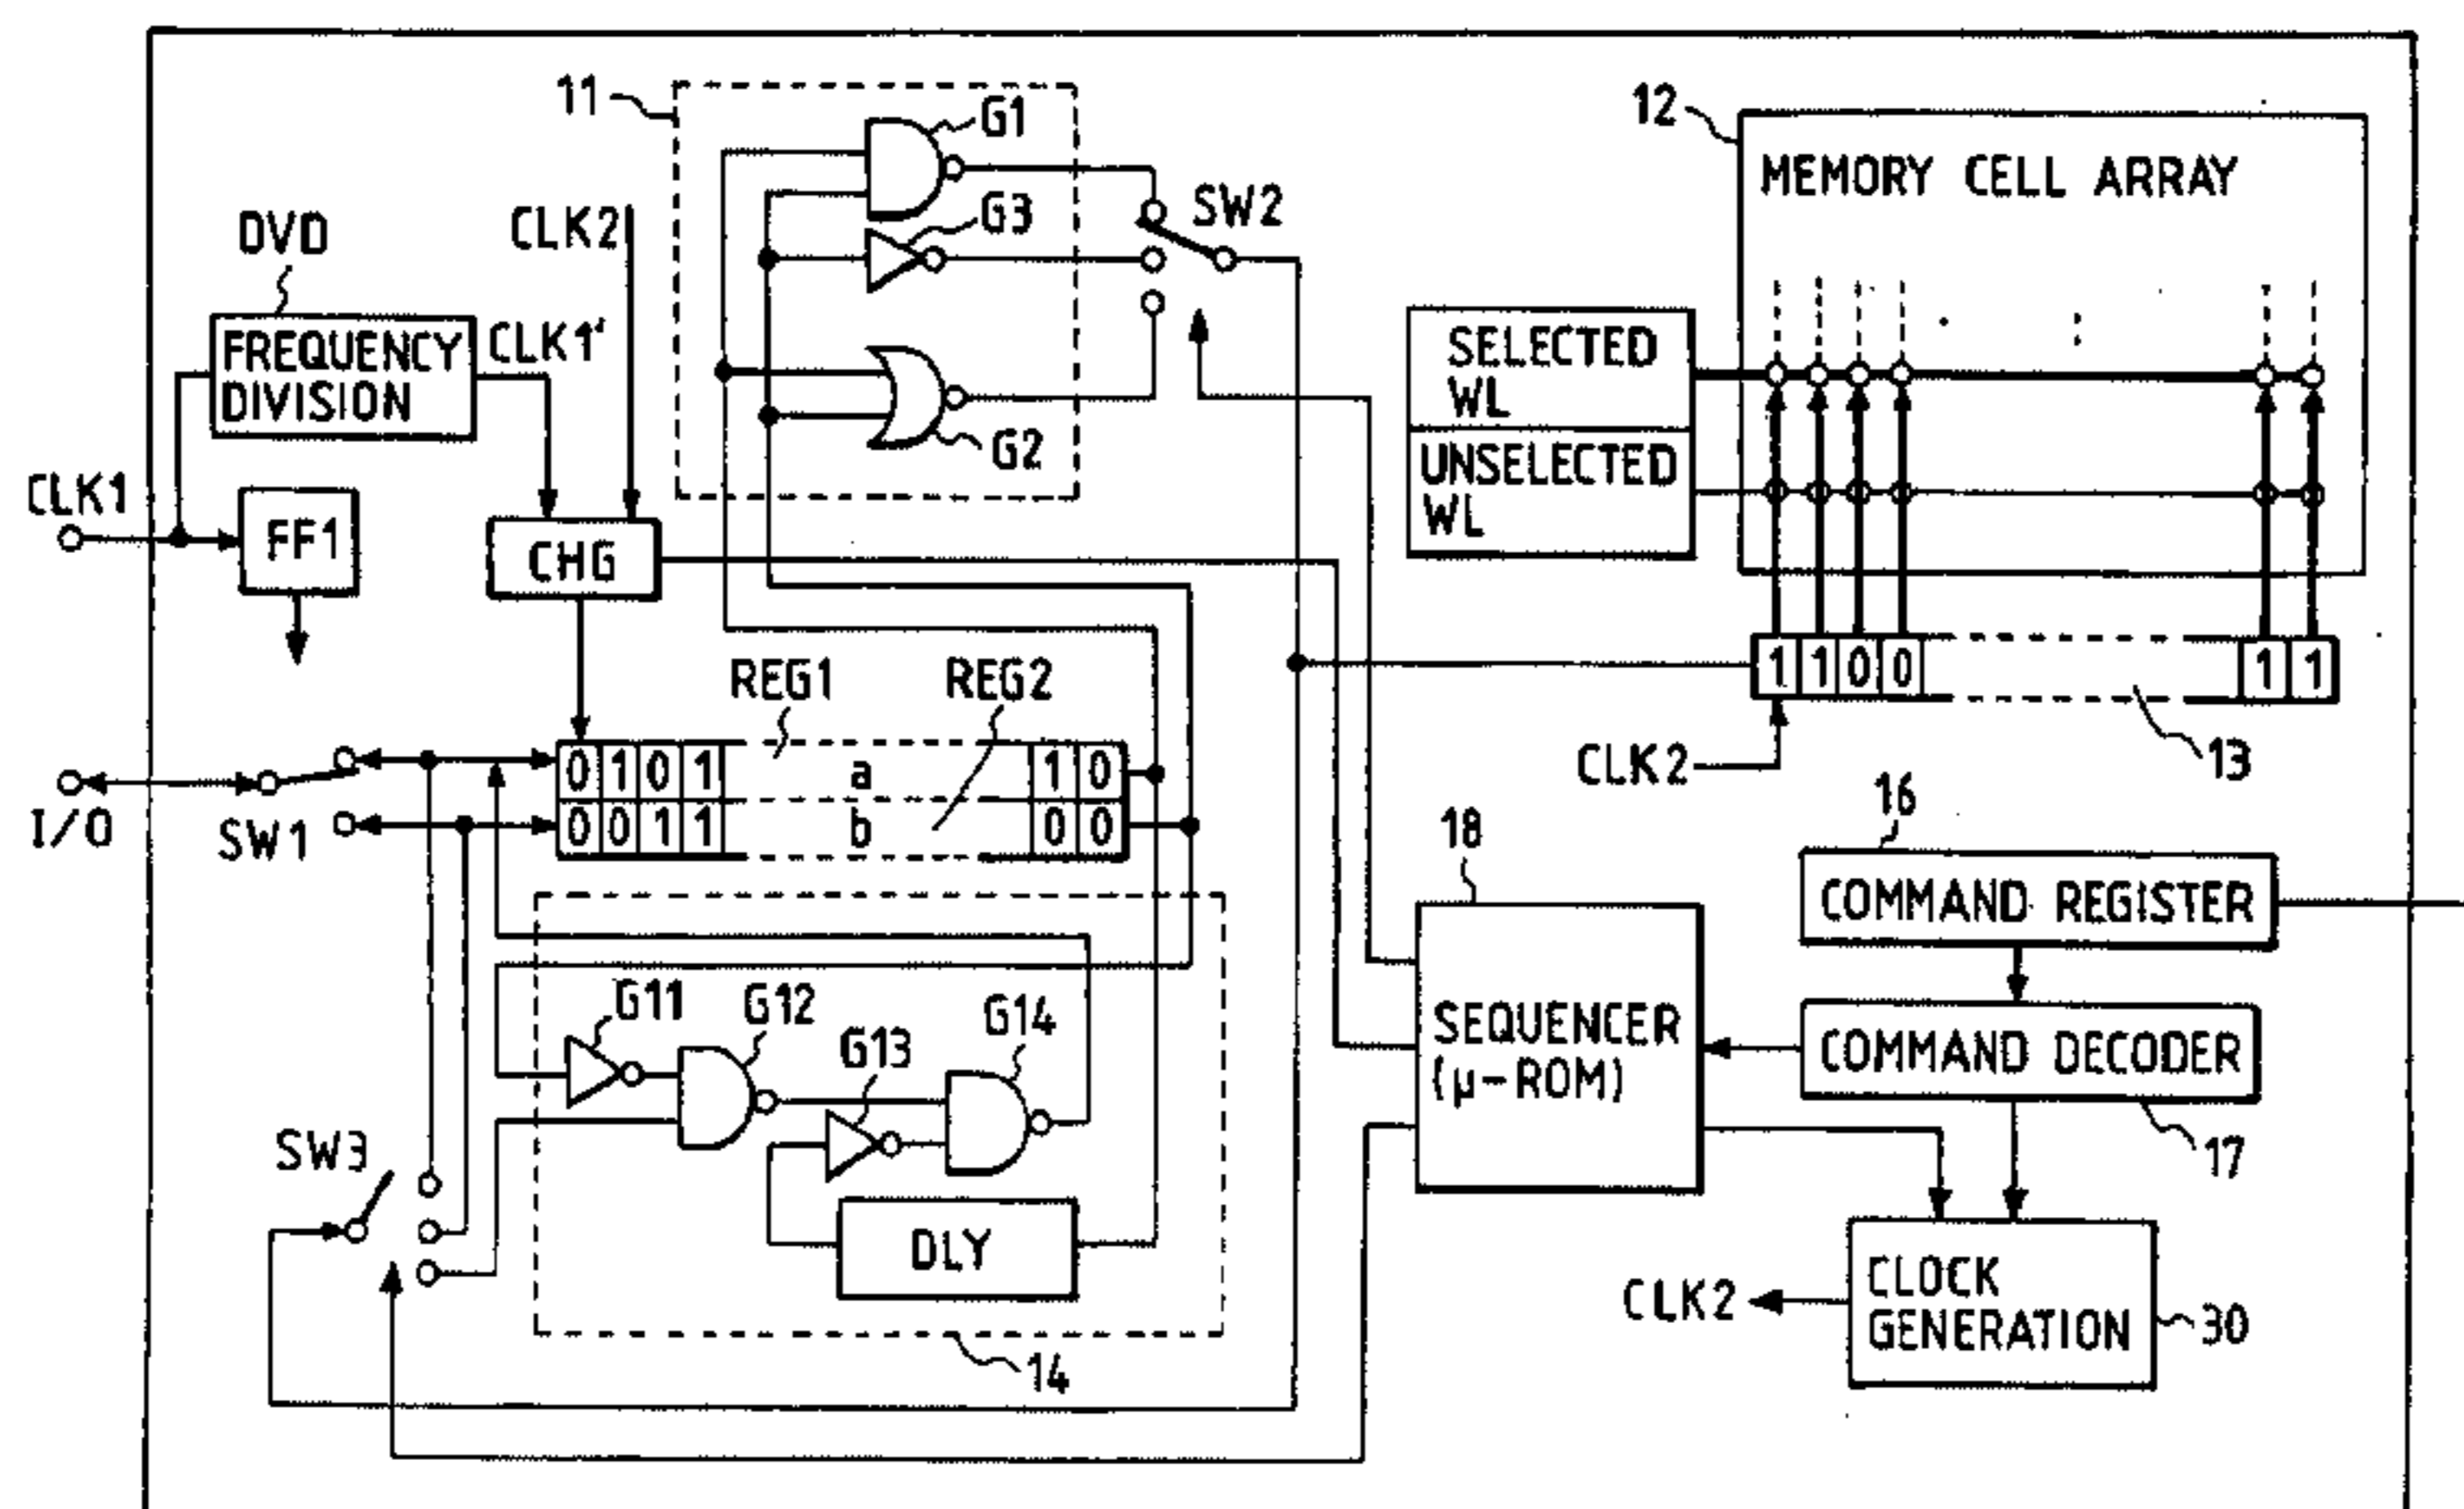 11
G1
12
MEMORY CELL ARRAY
G3
SW2
DVD
CLK2
FREQUENCY
DIVISION
CLK1'
SELECTED
WL
G2
UNSELECTED
WL
CLK1
FF1
CHG
REG1
REG2
1 1 0 0 1 1
13
CLK2
I/O
SW1
0 1 0 1 a 1 0
0 0 1 1 b 0 0
18
16
COMMAND REGISTER
G11
G12
G13
G14
SEQUENCER
(μ-ROM)
COMMAND DECODER
17
SW3
DLY
CLK2
CLOCK
GENERATION
30
14